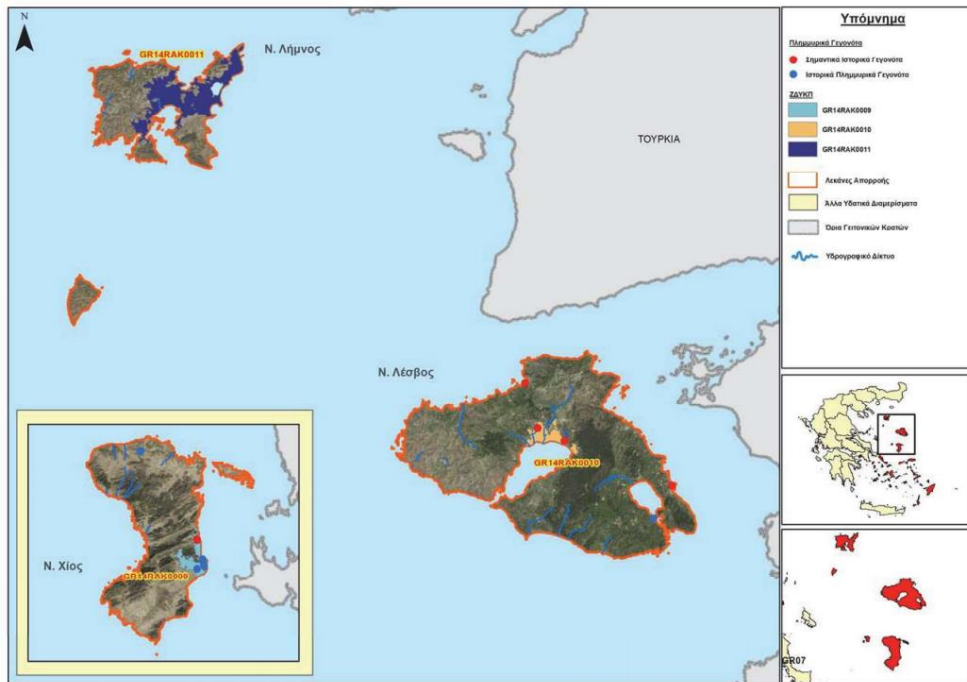 N
Ν. Λήμνος
GR14RAK0011
ΤΟΥΡΚΙΑ
Ν. Λέσβος
GR14RAK0010
Ν. Χίος
Υπόμνημα
Πλημμυρικά Γεγονότα
Σημαντικά Ιστορικά Γεγονότα
Ιστορικά Πλημμυρικά Γεγονότα
ΖΔΥΚΠ
GR14RAK0009
GR14RAK0010
GR14RAK0011
Λεκάνες Απορροής
Άλλα Υδατικά Διαμερίσματα
Όρια Γειτονικών Κρατών
Υδρογραφικό Δίκτυο
GR07